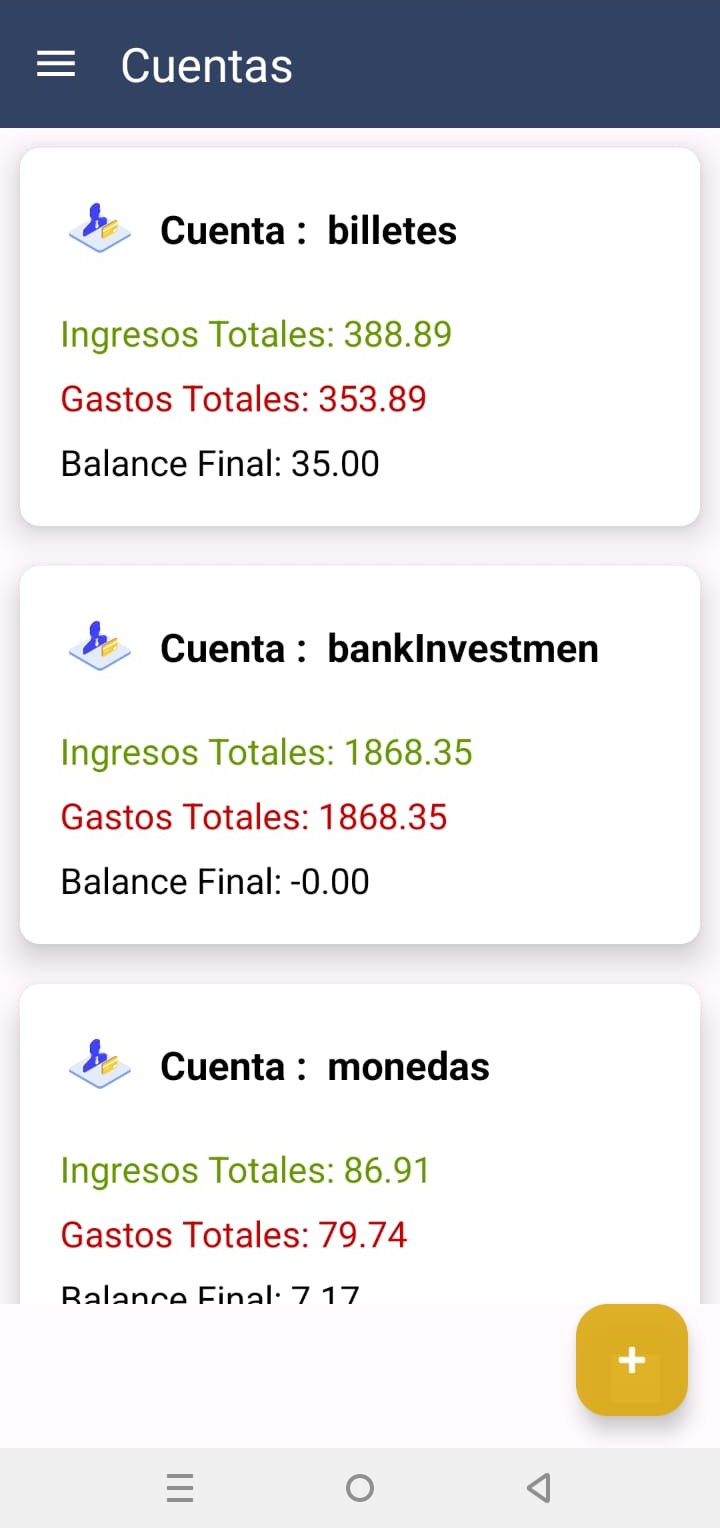 Cuentas
Cuenta :  billetes
Ingresos Totales: 388.89
Gastos Totales: 353.89
Balance Final: 35.00
Cuenta :  bankInvestmen
Ingresos Totales: 1868.35
Gastos Totales: 1868.35
Balance Final: -0.00
Cuenta :  monedas
Ingresos Totales: 86.91
Gastos Totales: 79.74
Balance Final: 7.17
+